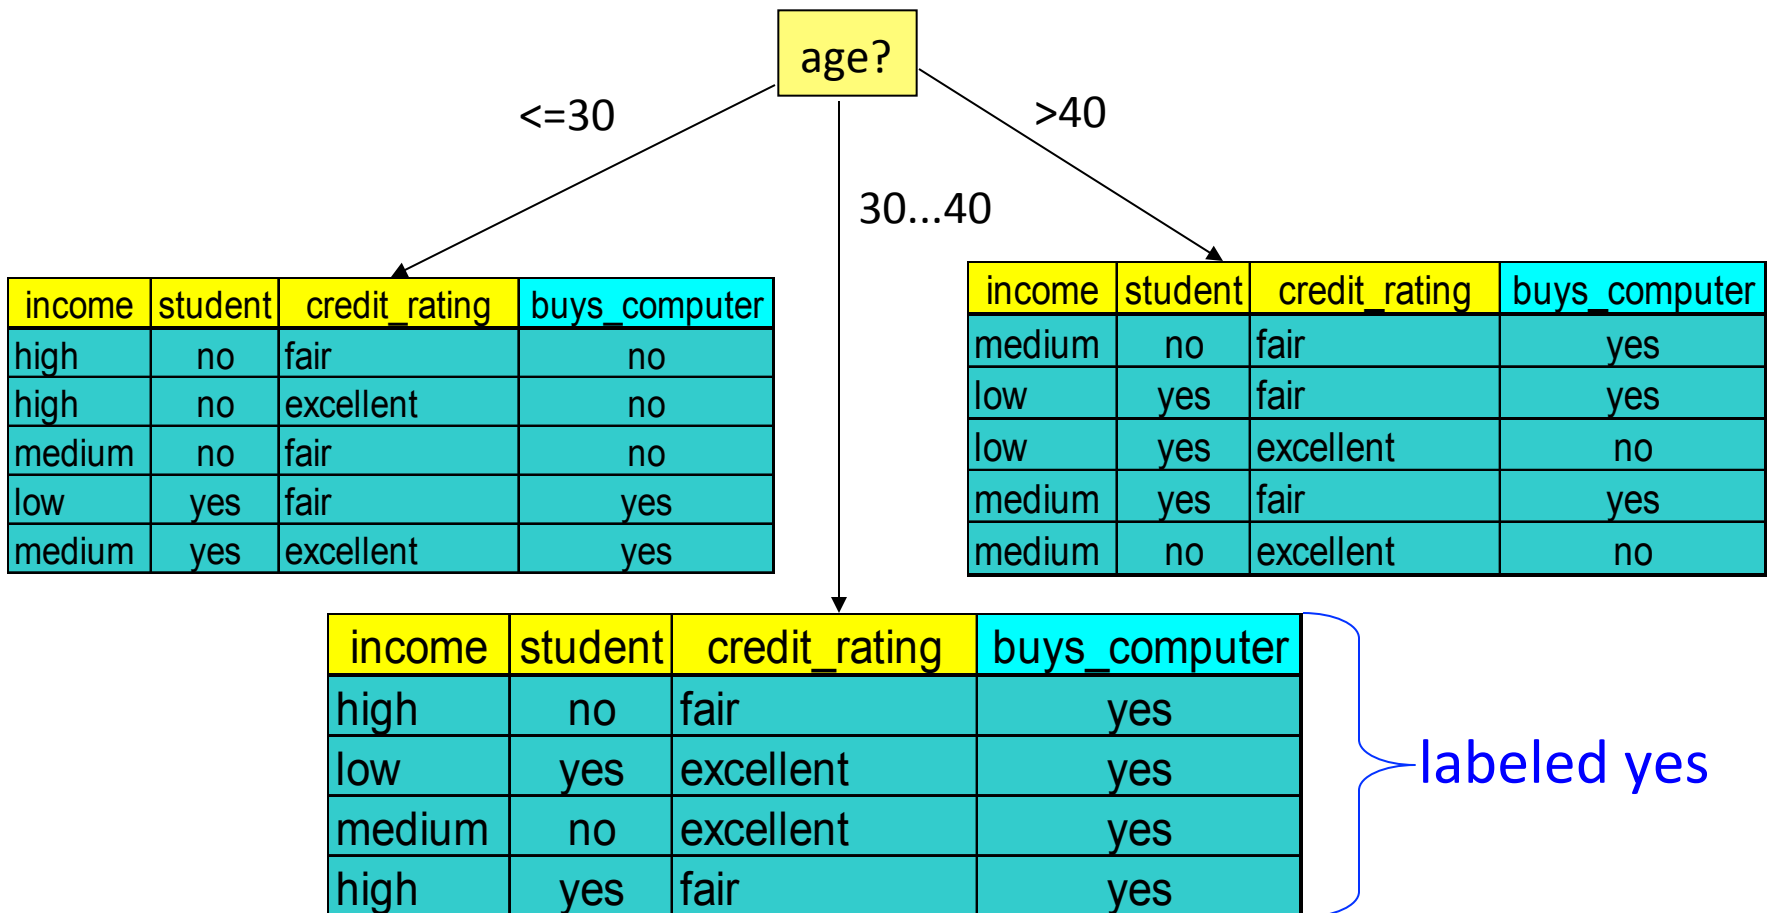 age?
<=30
>40
30...40
income student credit_rating buys_computer
high no fair no
high no excellent no
medium no fair no
low yes fair yes
medium yes excellent yes
income student credit_rating buys_computer
medium no fair yes
low yes fair yes
low yes excellent no
medium yes fair yes
medium no excellent no
income student credit_rating buys_computer
high no fair yes
low yes excellent yes
medium no excellent yes
high yes fair yes
labeled yes